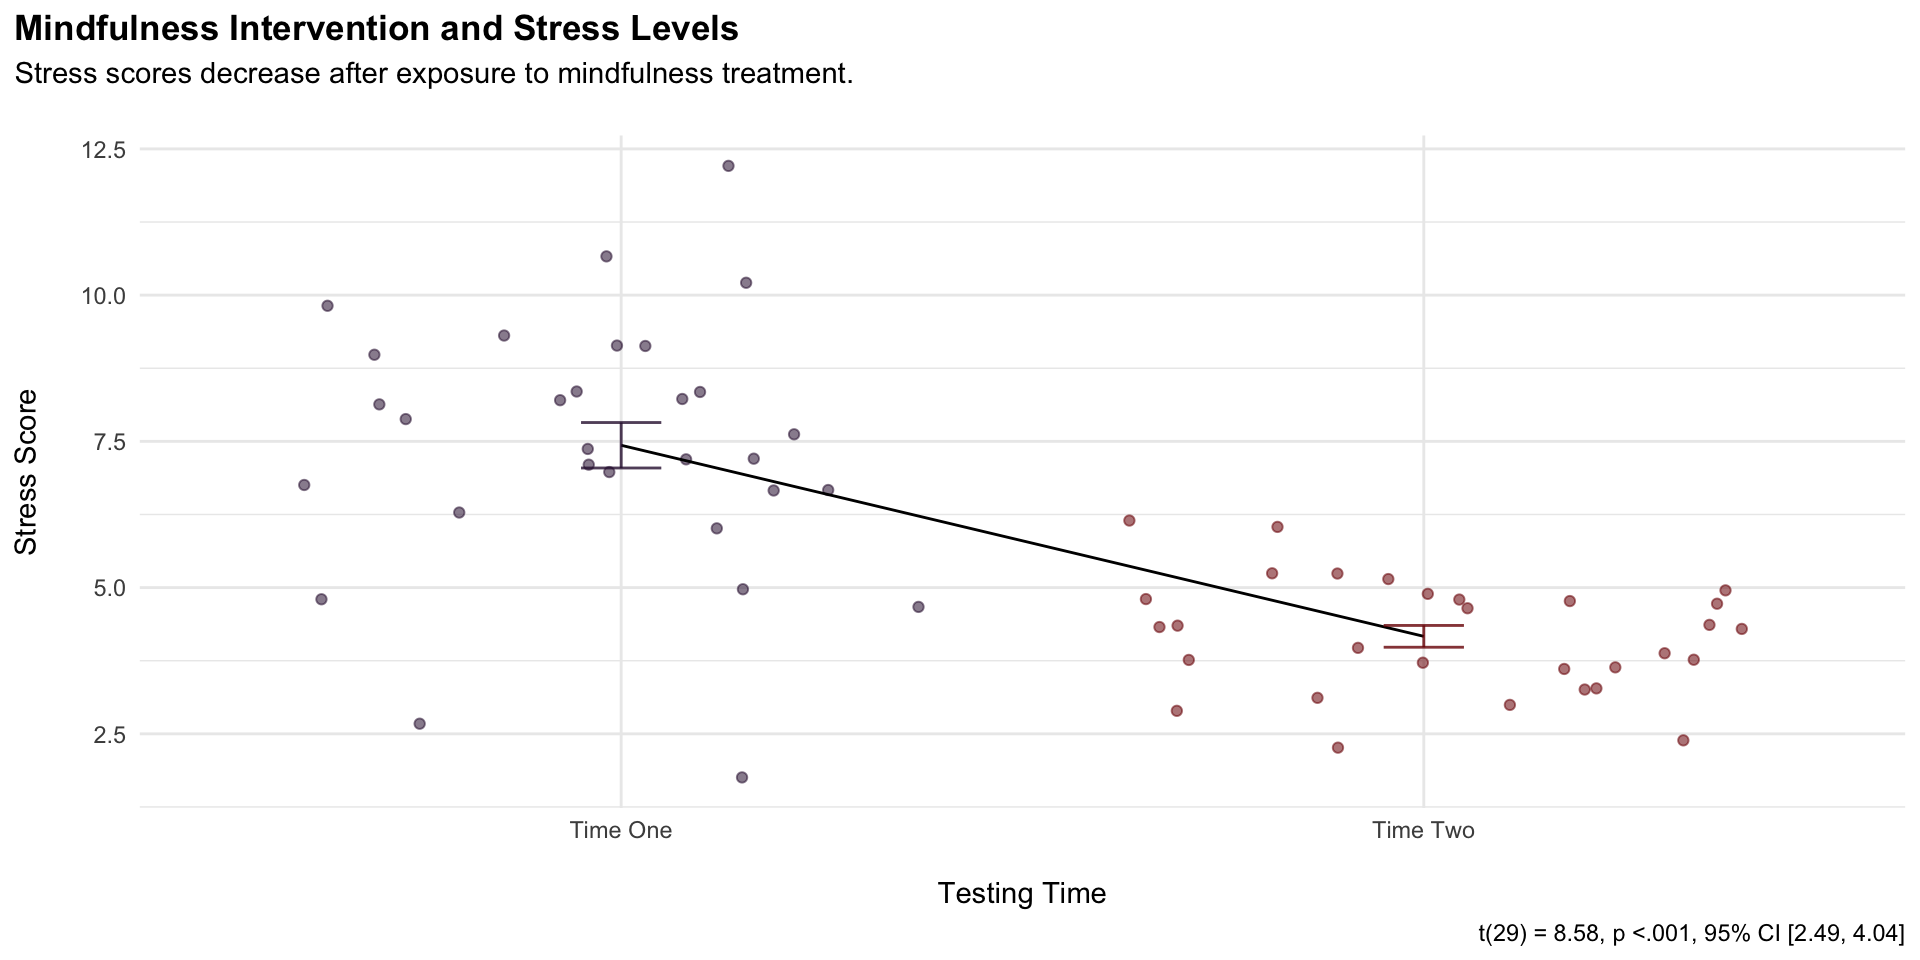 Mindfulness Intervention and Stress Levels
Stress scores decrease after exposure to mindfulness treatment.
12.5
10.0
7.5
5.0
2.5
Stress Score
Time One
Time Two
Testing Time
t(29) = 8.58, p <.001, 95% CI [2.49, 4.04]